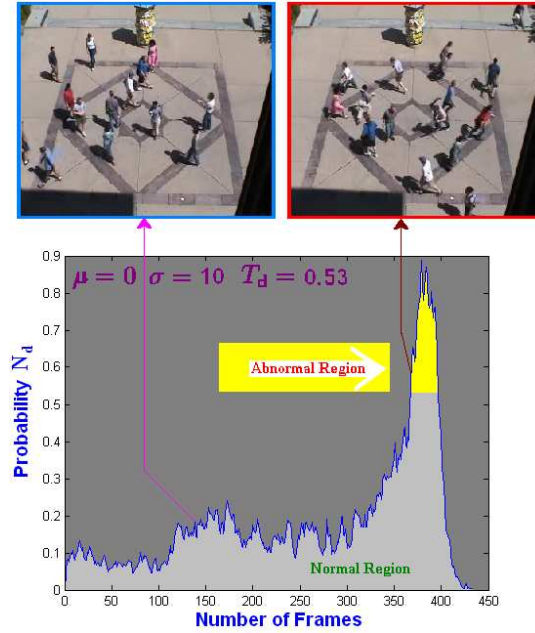 μ = 0 σ = 10 T_d = 0.53
Abnormal Region
Normal Region
Probability N_d
0.9
0.8
0.7
0.6
0.5
0.4
0.3
0.2
0.1
0
0 50 100 150 200 250 300 350 400 450
Number of Frames